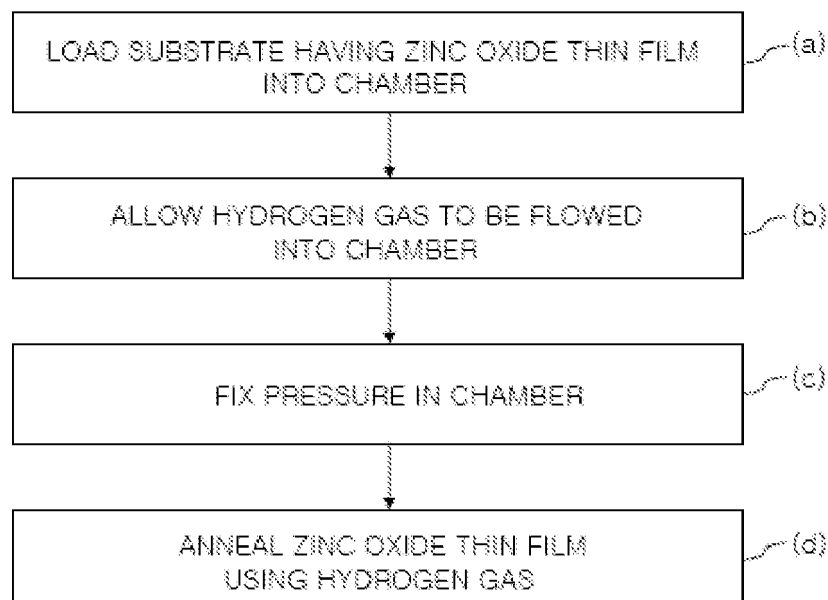 LOAD SUBSTRATE HAVING ZINC OXIDE THIN FILM
INTO CHAMBER
(a)
ALLOW HYDROGEN GAS TO BE FLOWED
INTO CHAMBER
(b)
FIX PRESSURE IN CHAMBER
(c)
ANNEAL ZINC OXIDE THIN FILM
USING HYDROGEN GAS
(d)